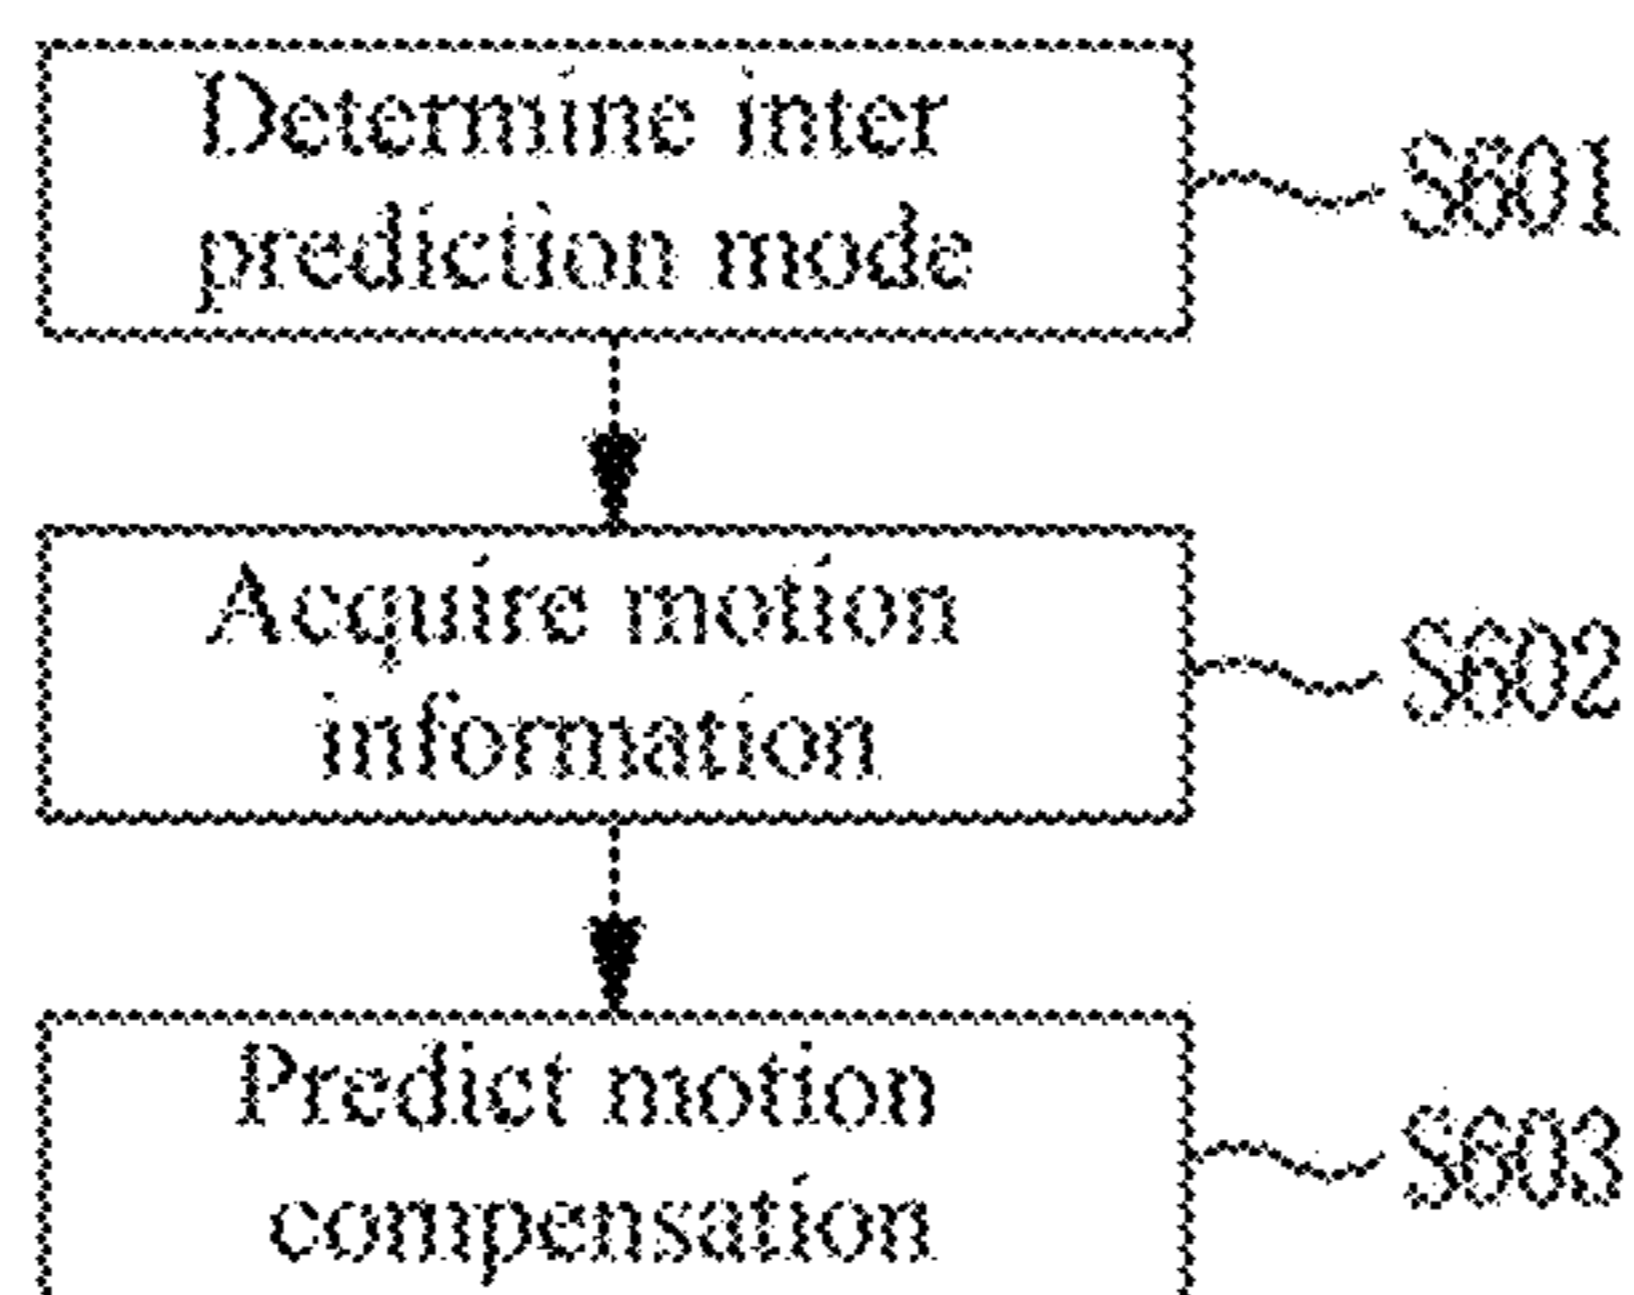 Determine inter
prediction mode
S601
Acquire motion
information
S602
Predict motion
compensation
S603